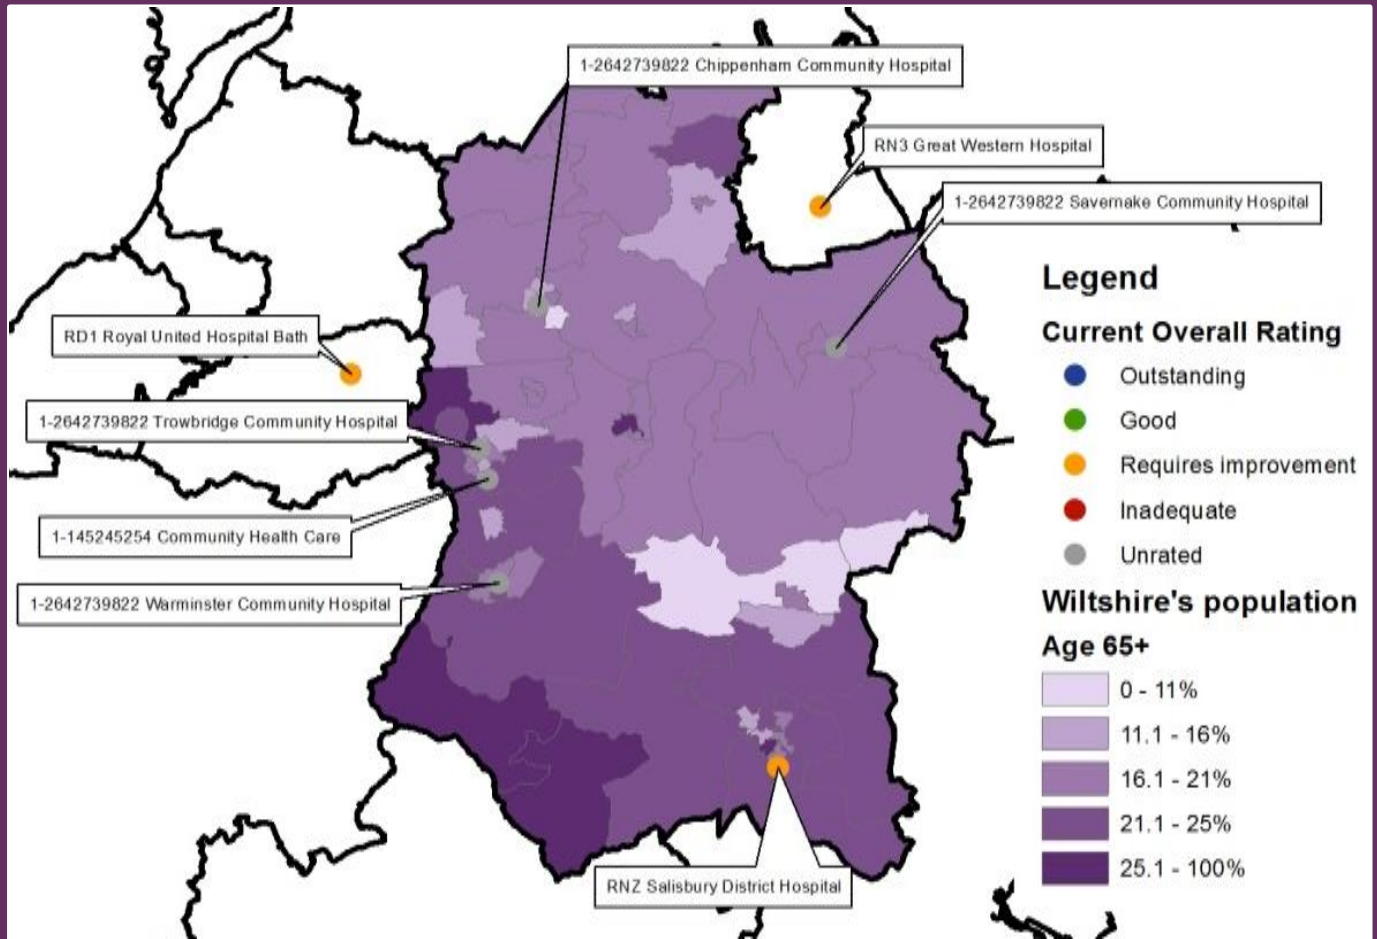 1-2642739822 Chippenham Community Hospital
RN3 Great Western Hospital
1-2642739822 Savernake Community Hospital
RD1 Royal United Hospital Bath
1-2642739822 Trowbridge Community Hospital
1-145245254 Community Health Care
1-2642739822 Warminster Community Hospital
RNZ Salisbury District Hospital
Legend
Current Overall Rating
Outstanding
Good
Requires improvement
Inadequate
Unrated
Wiltshire's population
Age 65+
0 - 11%
11.1 - 16%
16.1 - 21%
21.1 - 25%
25.1 - 100%